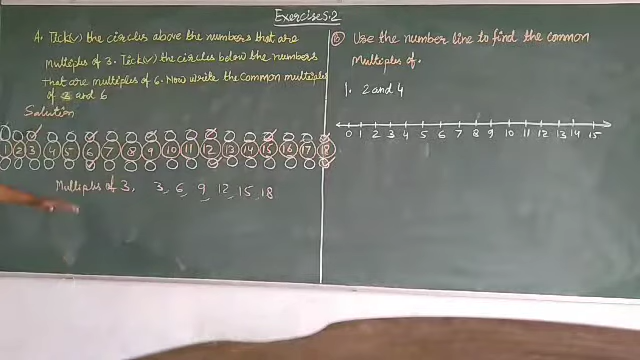 Exercise 5.2
A. Tick(✓) the circles above the numbers that are
multiples of 3. Tick(✓) the circles below the numbers
that are multiples of 6. Now write the common multiples
of 3 and 6
Solution
1 2 3 4 5 6 7 8 9 10 11 12 13 14 15 16 17 18
Multiples of 3, 3, 6, 9, 12, 15, 18
B Use the number line to find the common
Multiples of.
1. 2 and 4
0 1 2 3 4 5 6 7 8 9 10 11 12 13 14 15